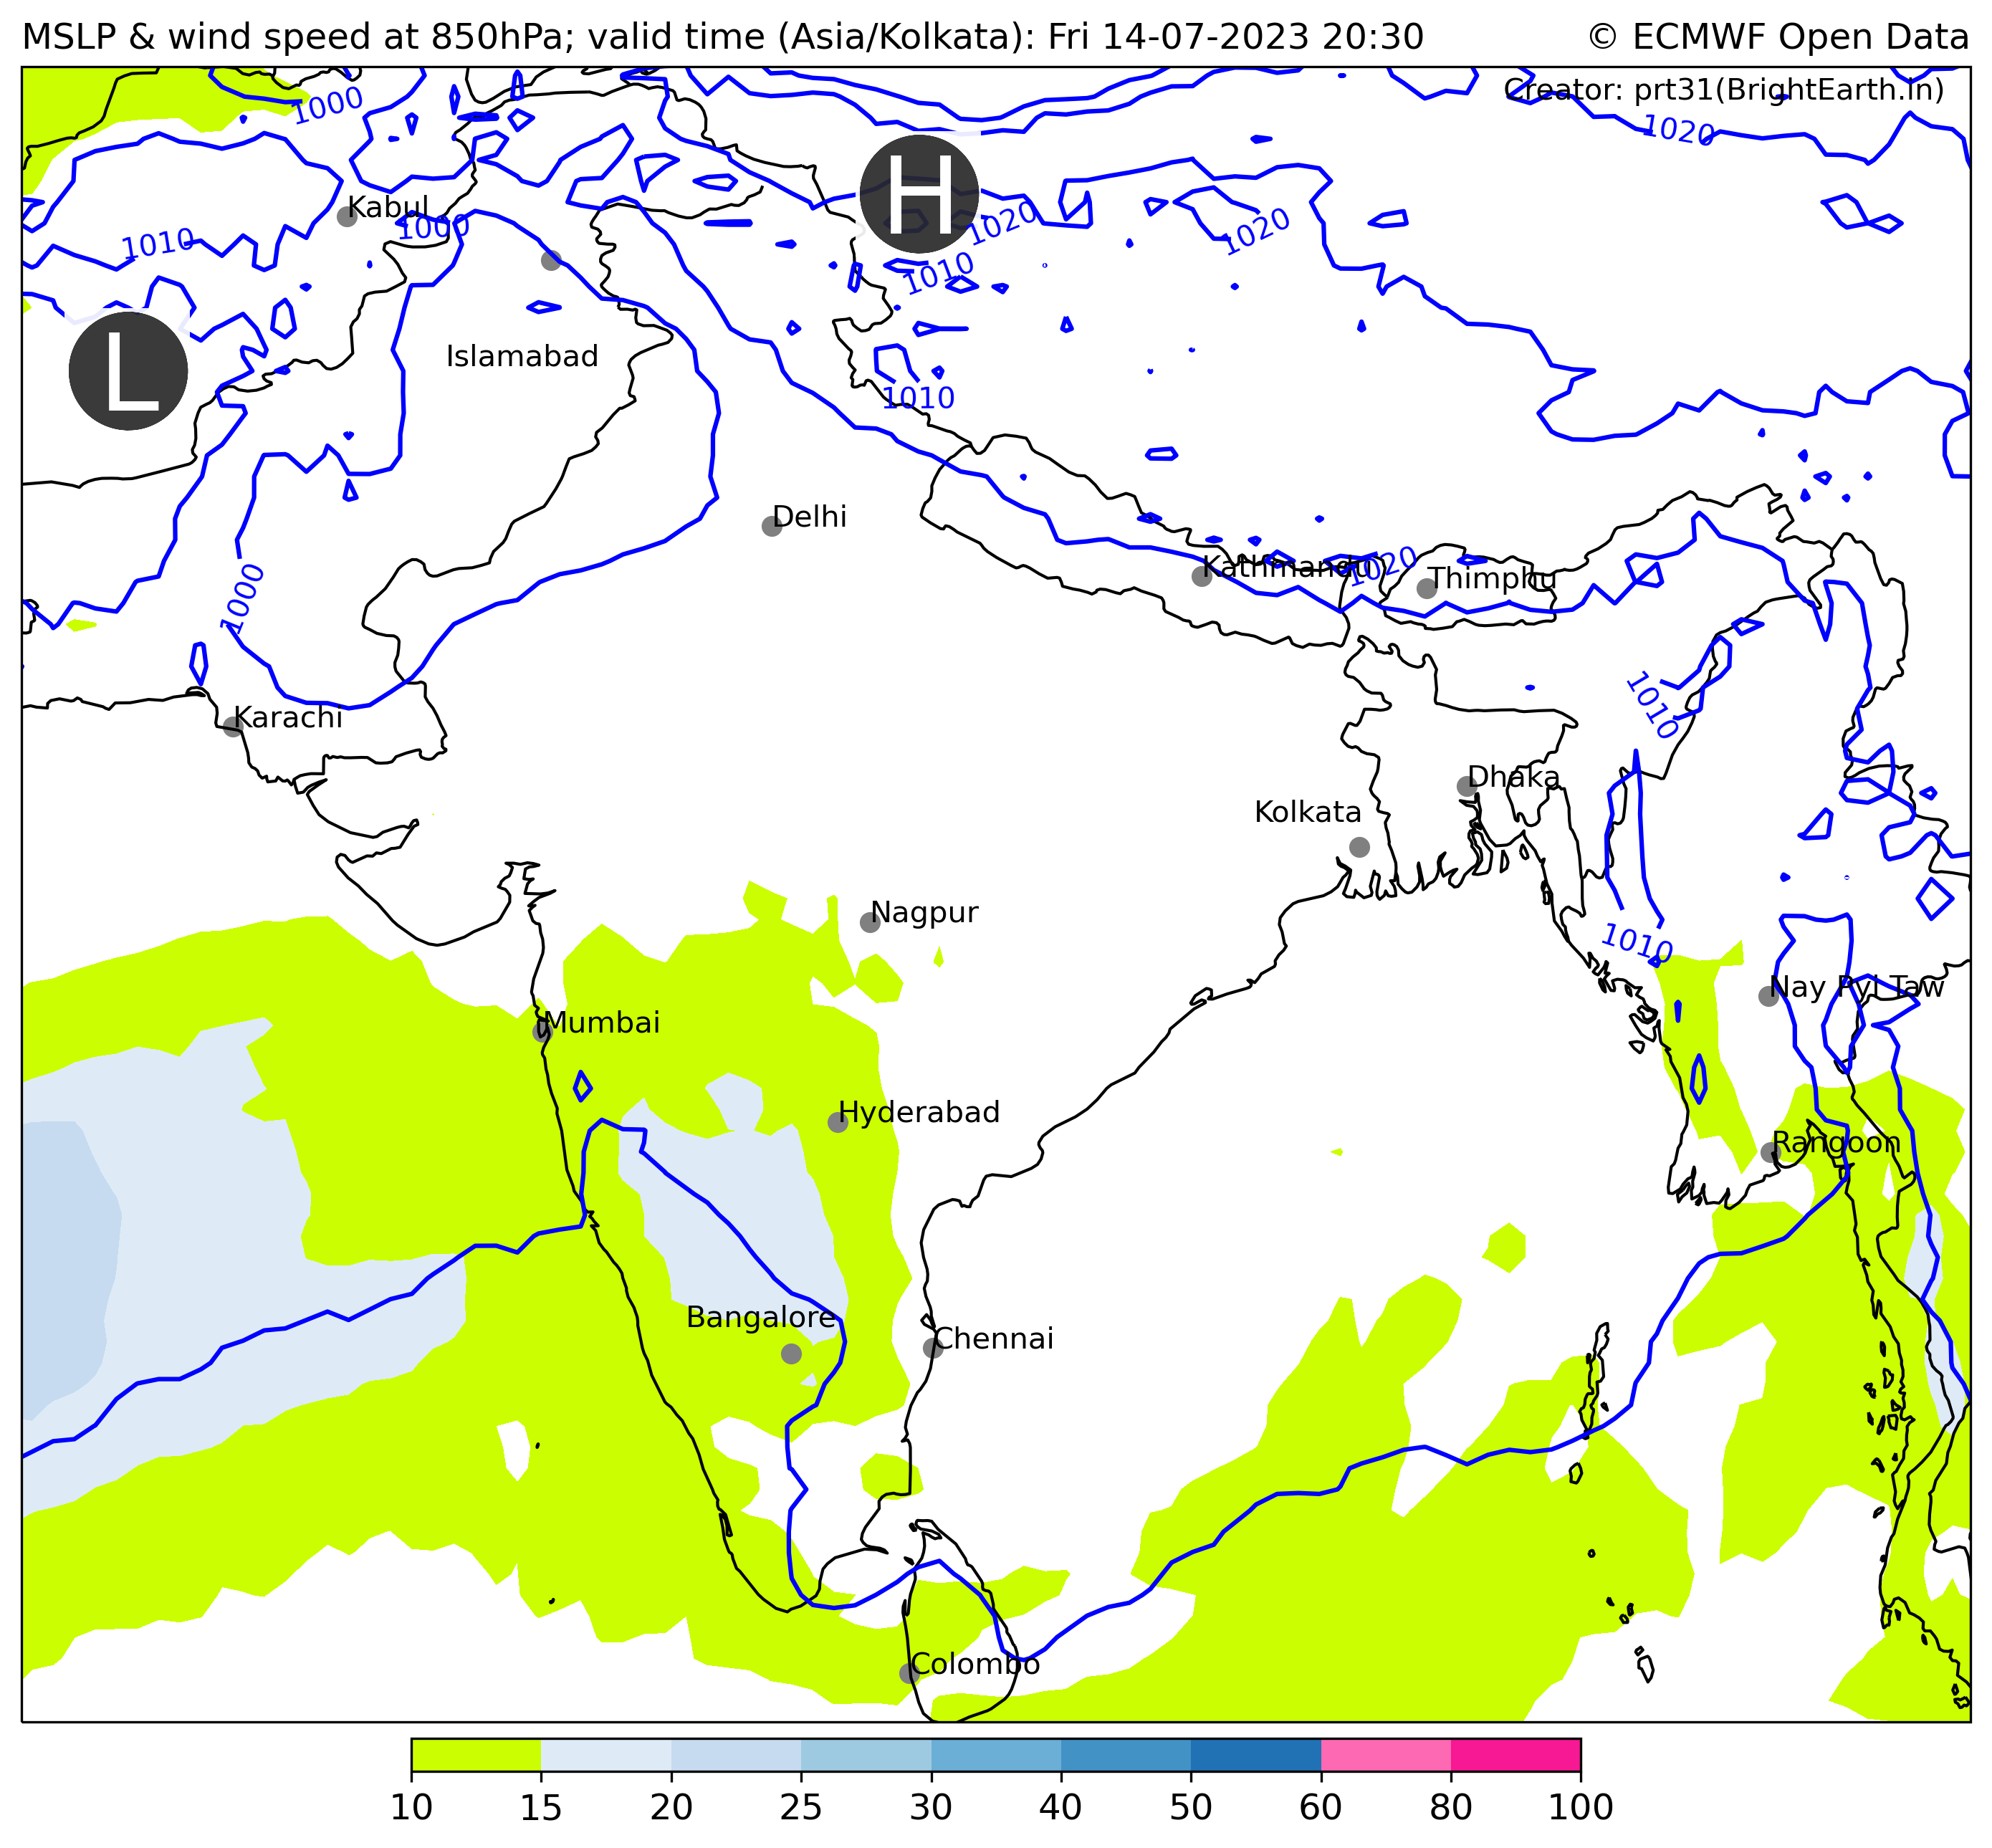 MSLP & wind speed at 850hPa; valid time (Asia/Kolkata): Fri 14-07-2023 20:30
© ECMWF Open Data
Creator: prt31(BrightEarth.in)
1000
1020
H
Kabul
1000
1020
1020
1010
1010
L
Islamabad
1010
Delhi
Kathmandu
1020
Thimphu
1000
1010
Karachi
Dhaka
Kolkata
Nagpur
1010
Nay Pyi Taw
Mumbai
Hyderabad
Rangoon
Bangalore
Chennai
Colombo
10 15 20 25 30 40 50 60 80 100